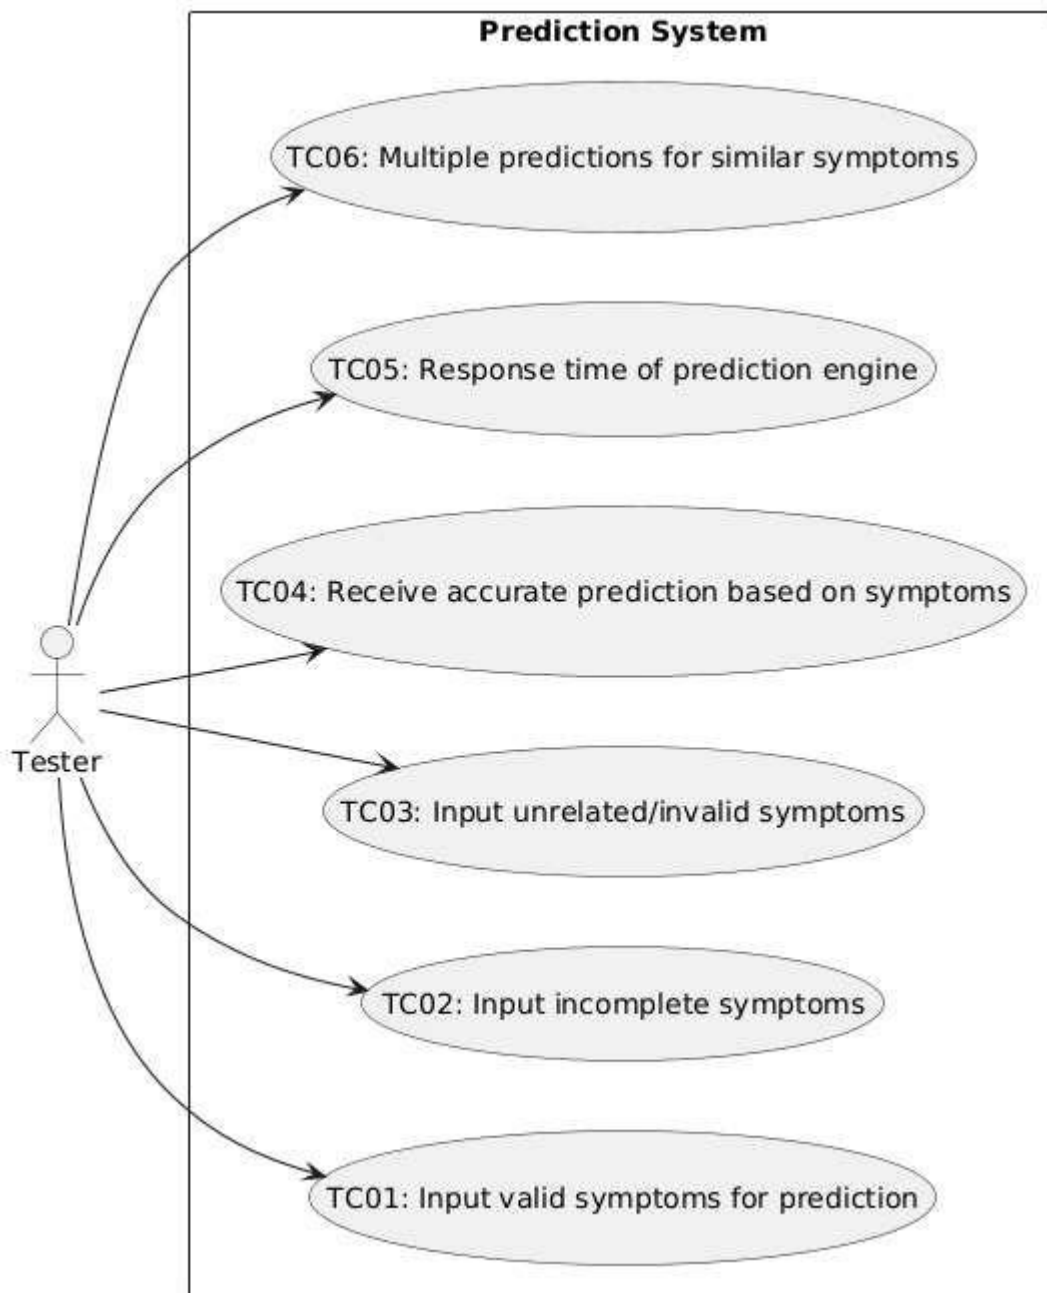 Prediction System
TC06: Multiple predictions for similar symptoms
TC05: Response time of prediction engine
TC04: Receive accurate prediction based on symptoms
Tester
TC03: Input unrelated/invalid symptoms
TC02: Input incomplete symptoms
TC01: Input valid symptoms for prediction